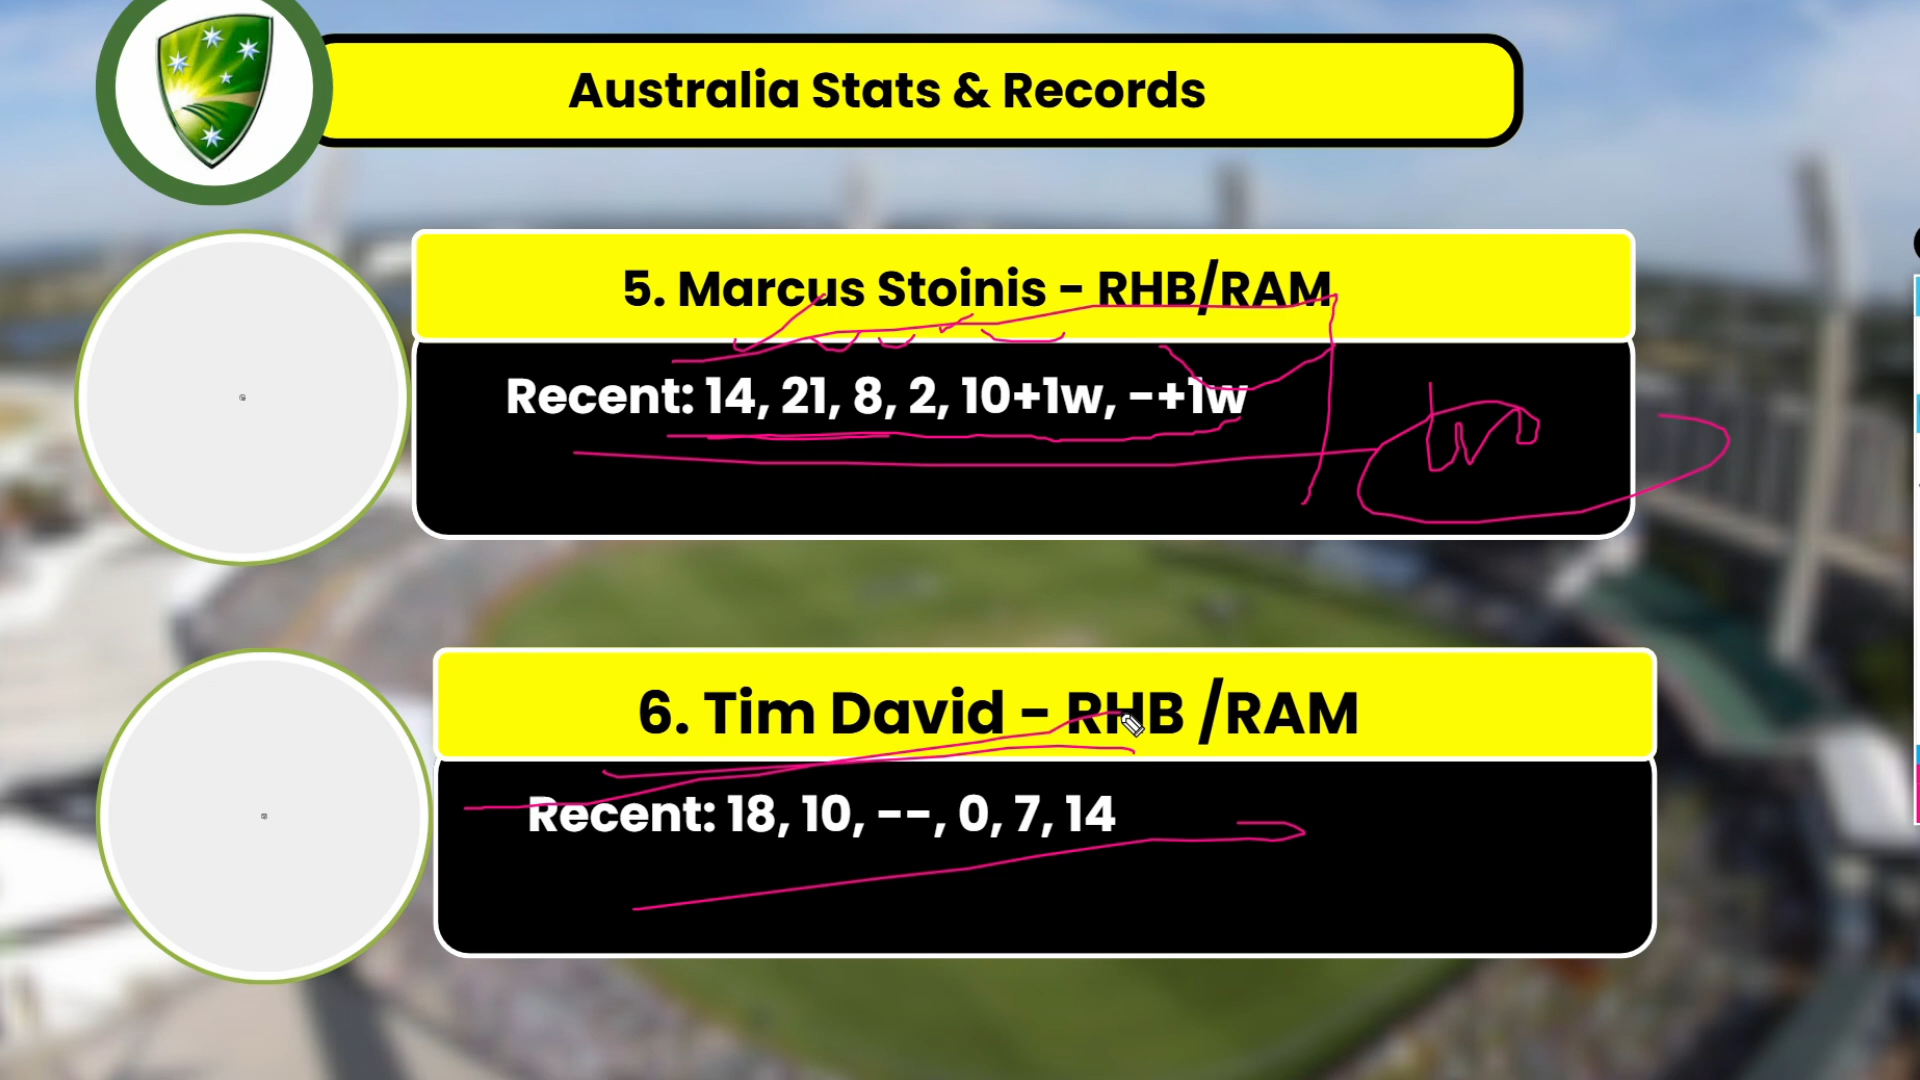 Australia Stats & Records
5. Marcus Stoinis - RHB/RAM
Recent: 14, 21, 8, 2, 10+1w, -+1w
6. Tim David - RHB /RAM
Recent: 18, 10, --, 0, 7, 14